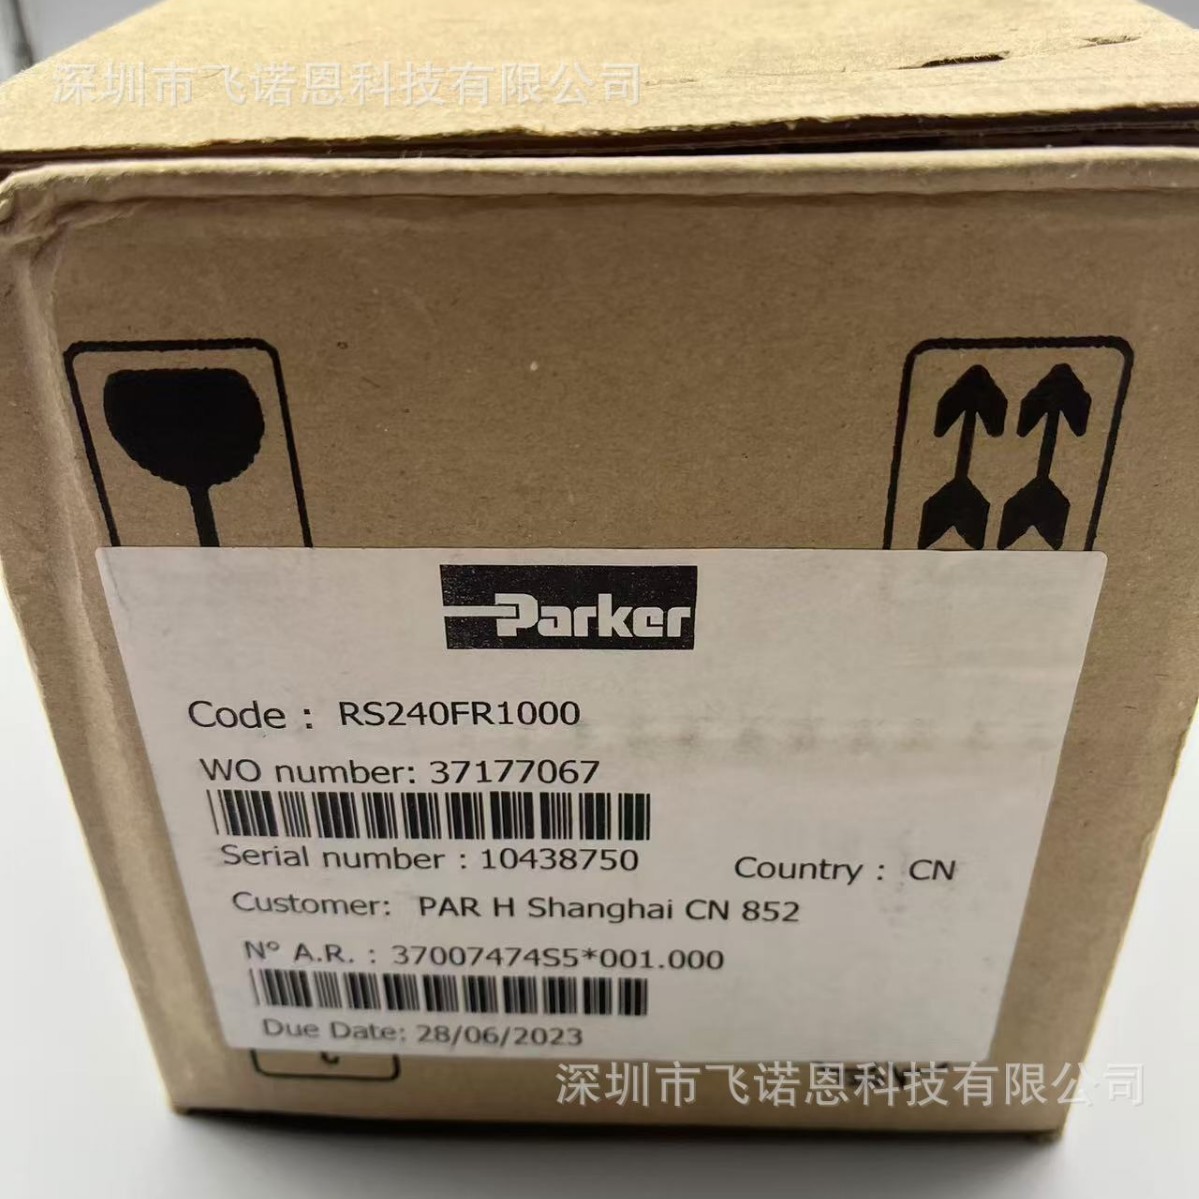 深圳市飞诺恩科技有限公司
Parker
Code : RS240FR1000
WO number: 37177067
Serial number : 10438750
Country : CN
Customer: PAR H Shanghai CN 852
N° A.R. : 37007474S5*001.000
Due Date: 28/06/2023
深圳市飞诺恩科技有限公司